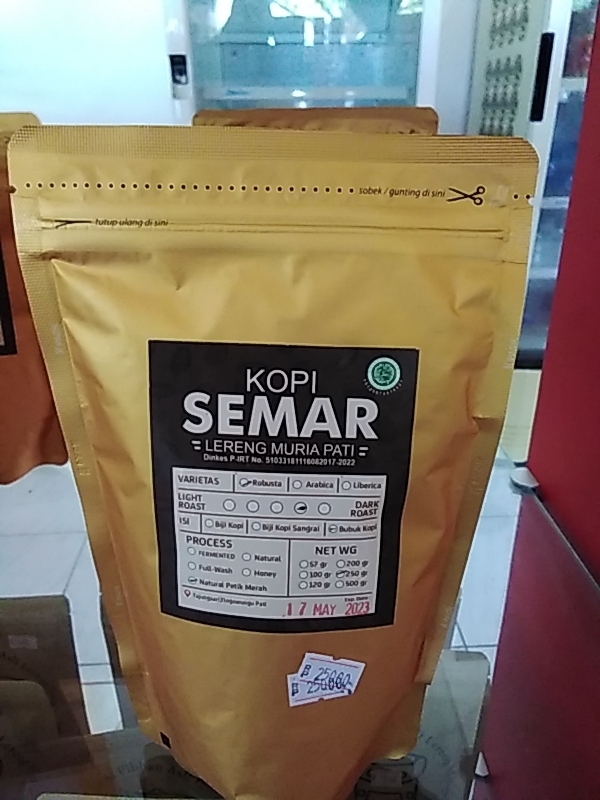 sobek / gunting di sini
tutup ulang di sini
KOPI
SEMAR
LERENG MURIA PATI
Dinkes P-IRT No. 51033181116082017-2022
VARIETAS Robusta Arabica Liberica
LIGHT ROAST DARK ROAST
ISI Biji Kopi Biji Kopi Sangrai Bubuk Kopi
PROCESS
FERMENTED Natural
Full-Wash Honey
Natural Petik Merah
NET WG
57 gr 200 gr
100 gr 250 gr
120 gr 500 gr
Pati
Exp. Date
17 MAY 2023
25000
25000